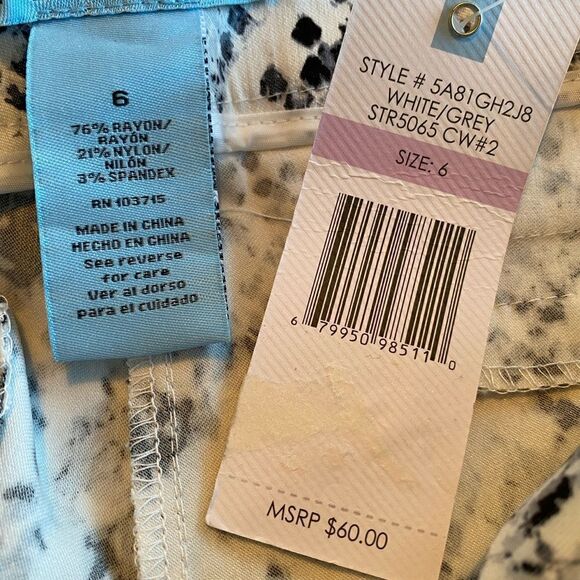 6
76% RAYON/
RAYÓN
21% NYLON/
NILÓN
3% SPANDEX
RN 103715
MADE IN CHINA
HECHO EN CHINA
See reverse
for care
Ver al dorso
para el cuidado
STYLE # 5A81GH2J8
WHITE/GREY
STR5065 CW#2
SIZE: 6
6 79950 98511 0
MSRP $60.00